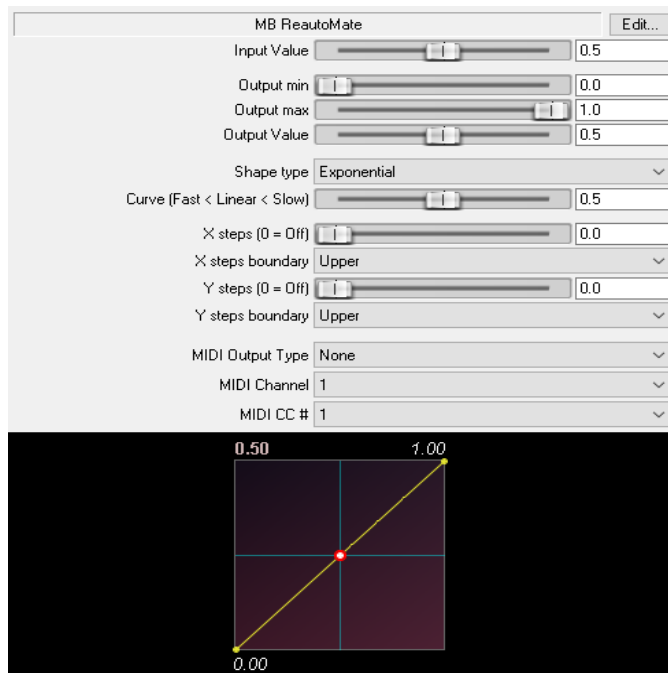 MB ReautoMate Edit...
Input Value 0.5
Output min 0.0
Output max 1.0
Output Value 0.5
Shape type Exponential
Curve (Fast < Linear < Slow) 0.5
X steps (0 = Off) 0.0
X steps boundary Upper
Y steps (0 = Off) 0.0
Y steps boundary Upper
MIDI Output Type None
MIDI Channel 1
MIDI CC # 1
0.50 1.00
0.00